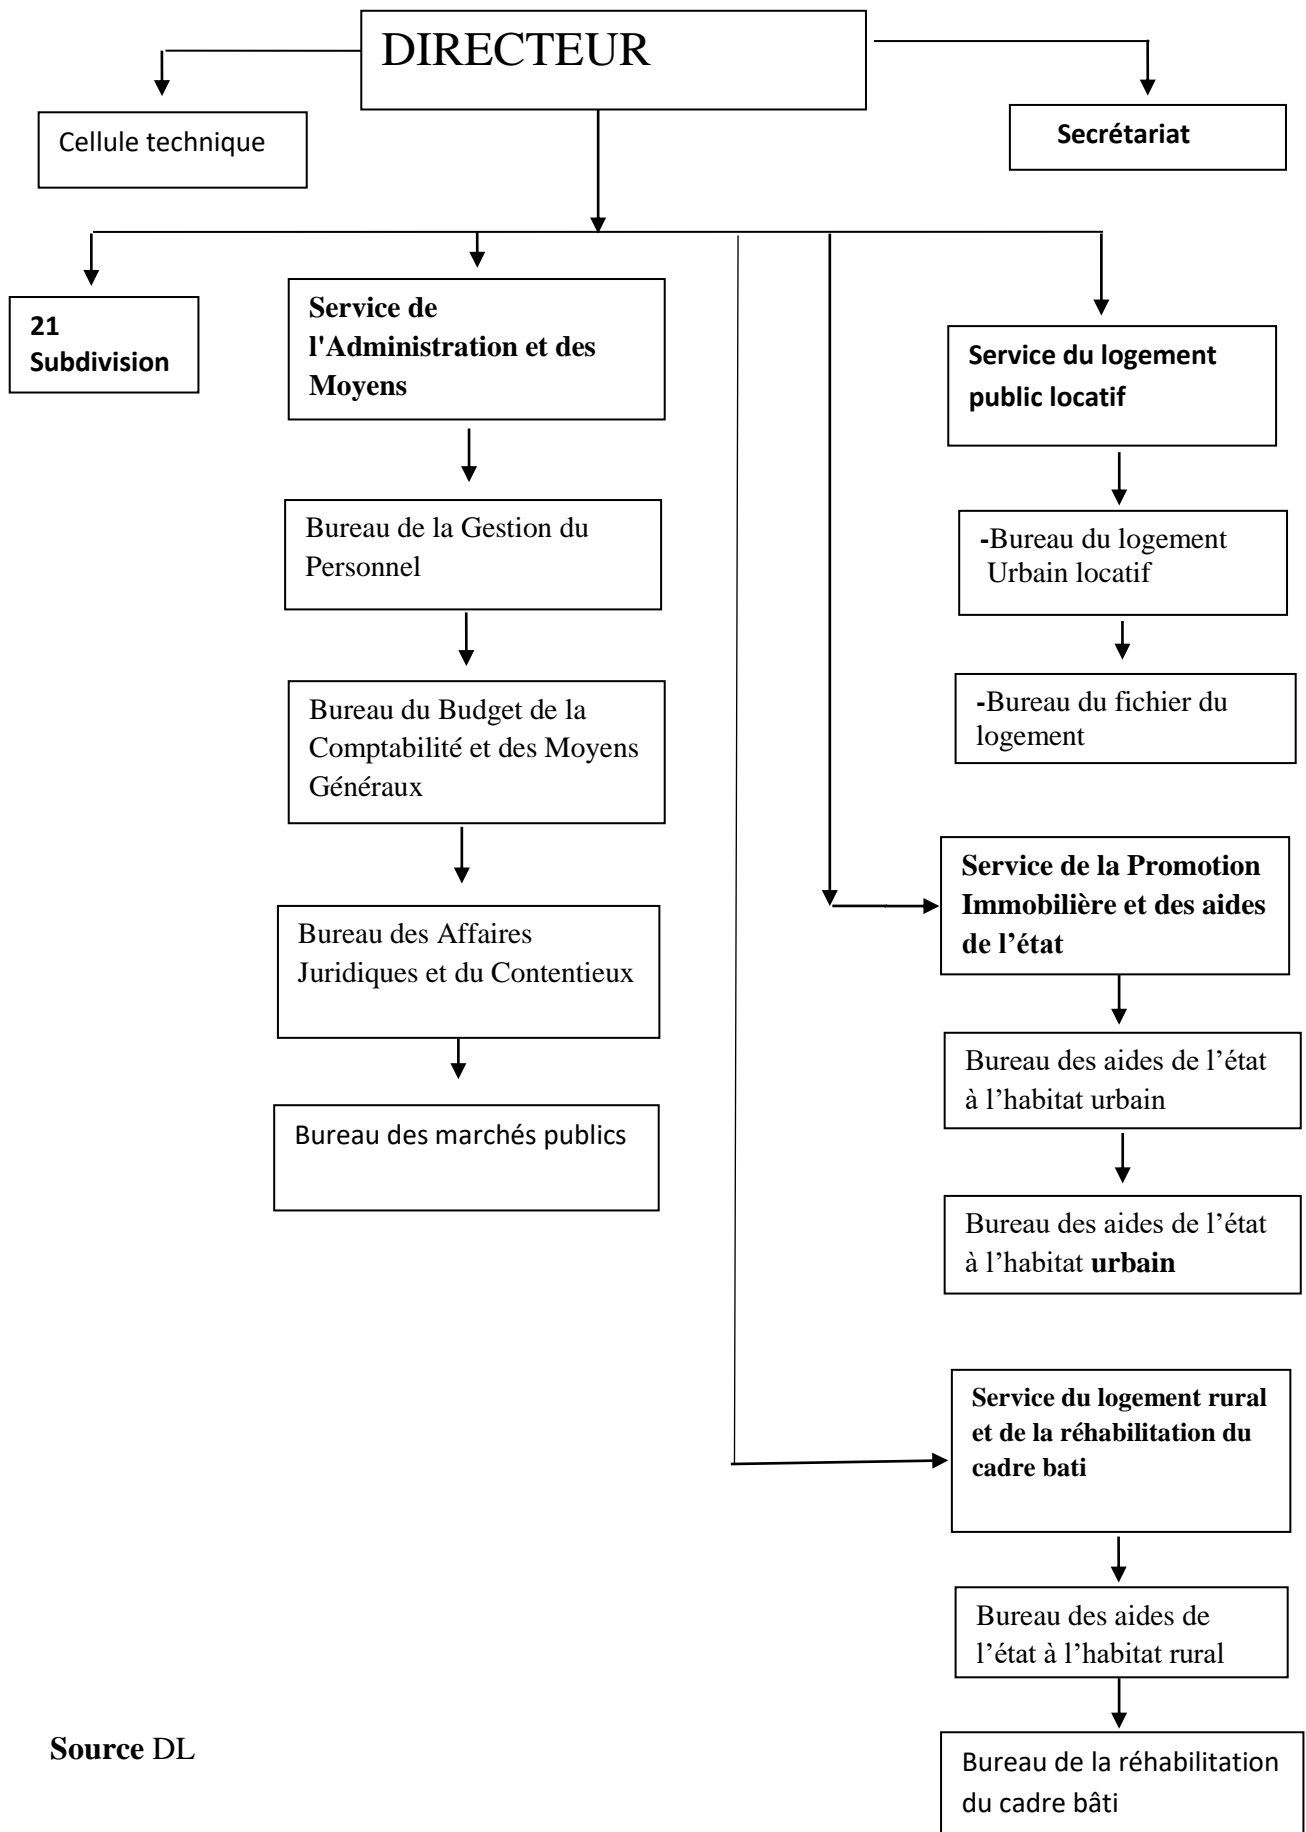 DIRECTEUR
Cellule technique
Secrétariat
21
Subdivision
Service de
l'Administration et des
Moyens
Bureau de la Gestion du
Personnel
Bureau du Budget de la
Comptabilité et des Moyens
Généraux
Bureau des Affaires
Juridiques et du Contentieux
Bureau des marchés publics
Service du logement
public locatif
-Bureau du logement
Urbain locatif
-Bureau du fichier du
logement
Service de la Promotion
Immobilière et des aides
de l’état
Bureau des aides de l’état
à l’habitat urbain
Bureau des aides de l’état
à l’habitat urbain
Service du logement rural
et de la réhabilitation du
cadre bati
Bureau des aides de
l’état à l’habitat rural
Bureau de la réhabilitation
du cadre bâti
Source DL